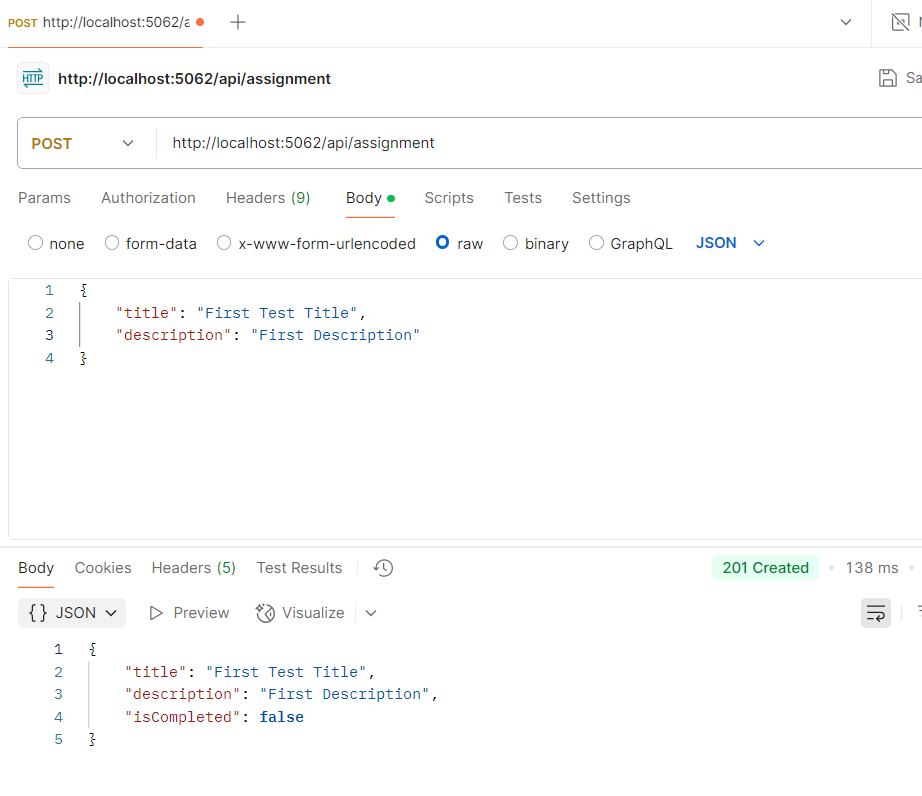 POST http://localhost:5062/a
http://localhost:5062/api/assignment
Sa
POST http://localhost:5062/api/assignment
Params Authorization Headers (9) Body Scripts Tests Settings
none form-data x-www-form-urlencoded raw binary GraphQL JSON
1 {
2 "title": "First Test Title",
3 "description": "First Description"
4 }
Body Cookies Headers (5) Test Results 201 Created 138 ms
{} JSON Preview Visualize
1 {
2 "title": "First Test Title",
3 "description": "First Description",
4 "isCompleted": false
5 }